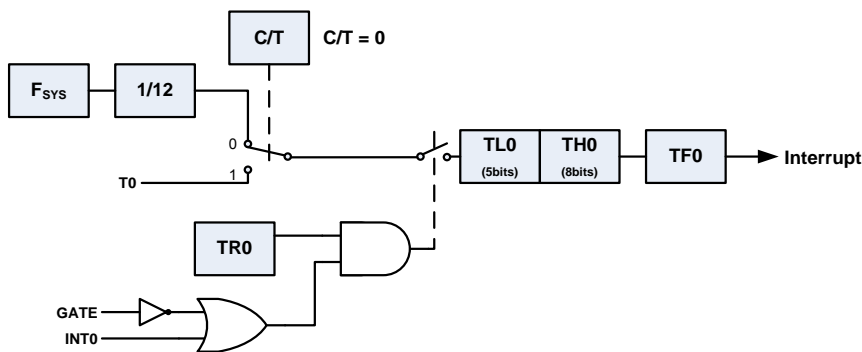 C/T
C/T = 0
FSYS
1/12
0
1
T0
TL0
(5bits)
TH0
(8bits)
TF0
Interrupt
TR0
GATE
INT0